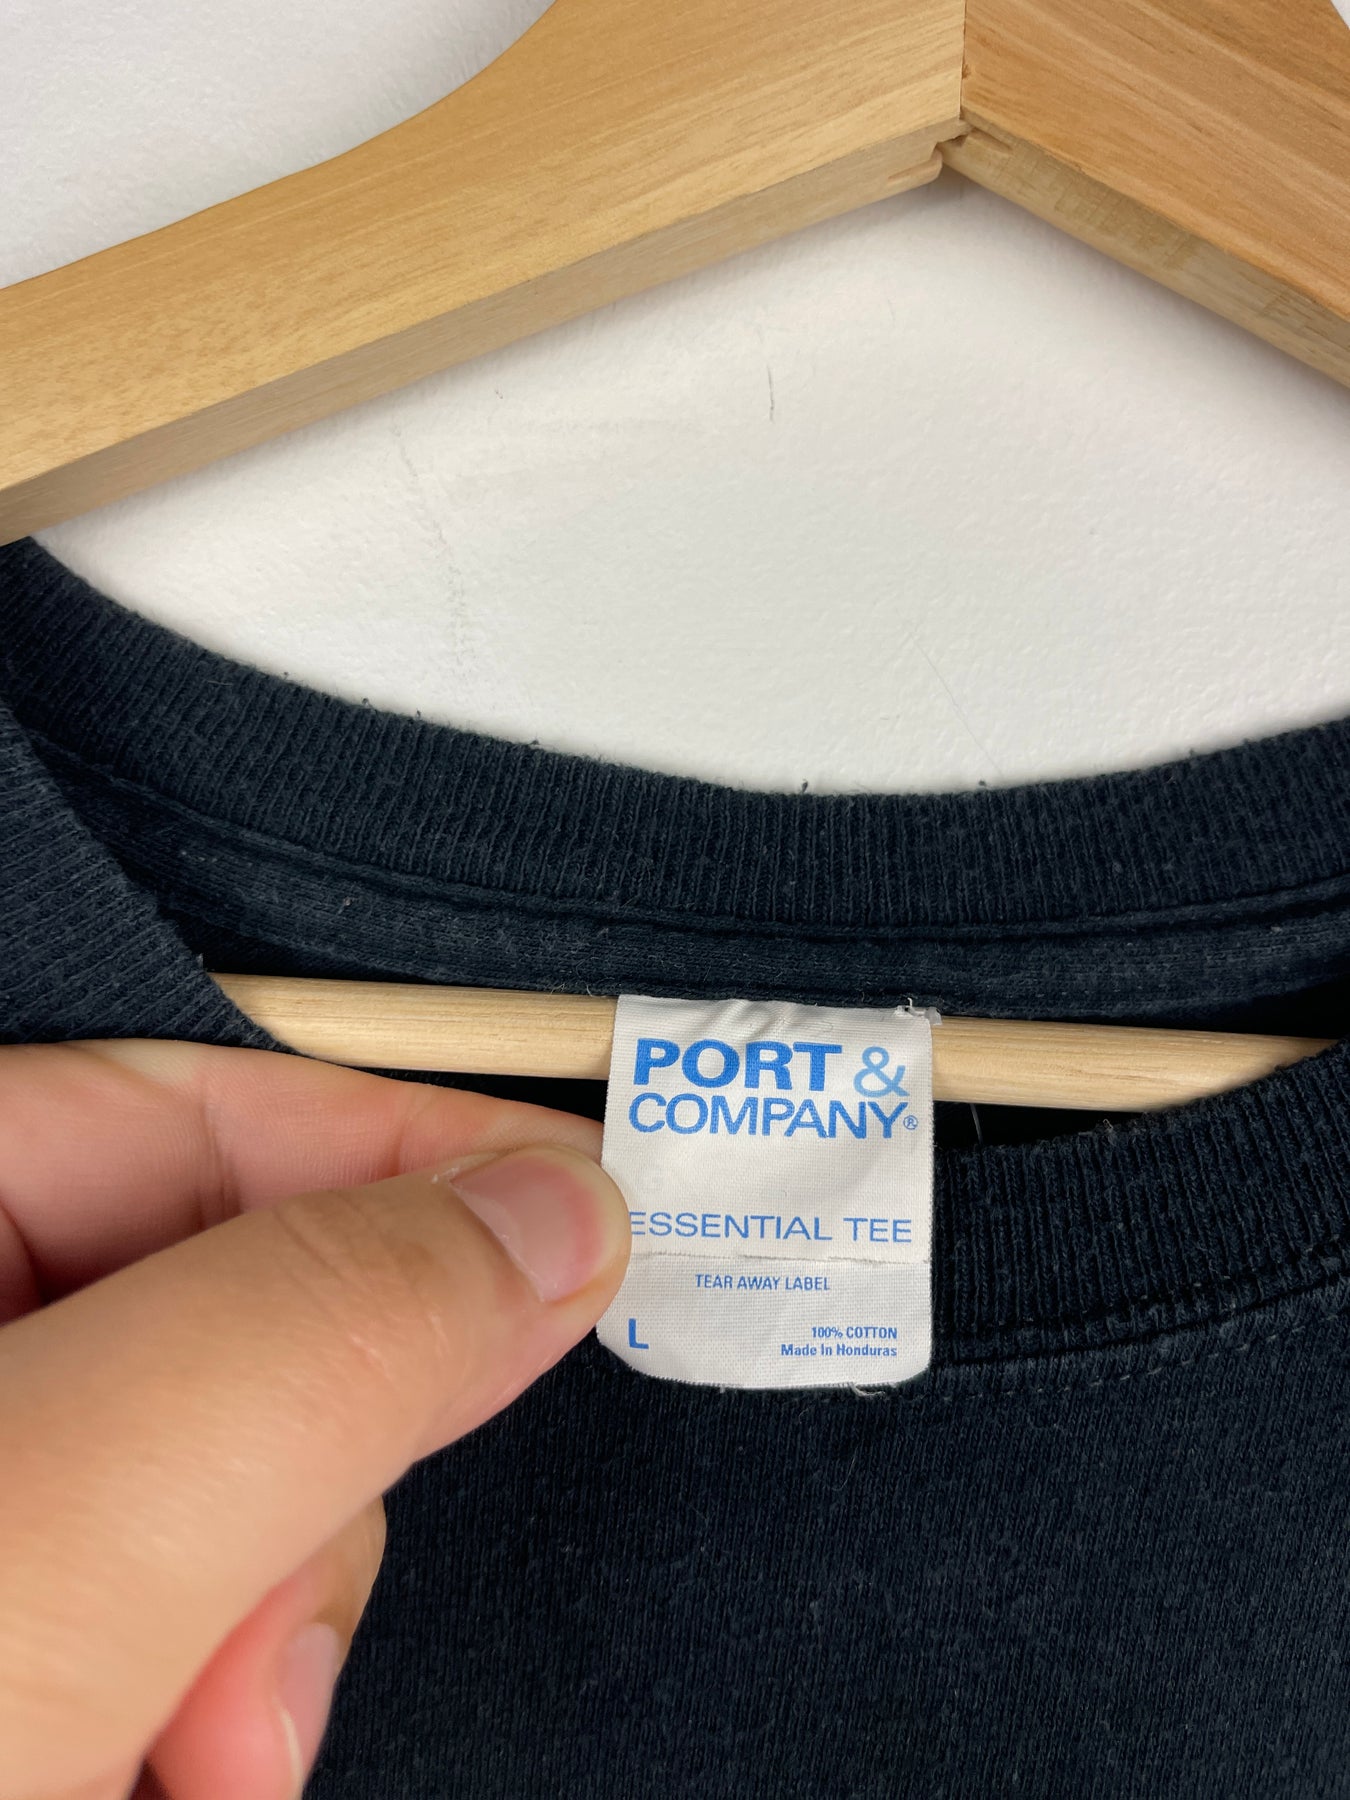 PORT &
COMPANY®
ESSENTIAL TEE
TEAR AWAY LABEL
L
100% COTTON
Made In Honduras